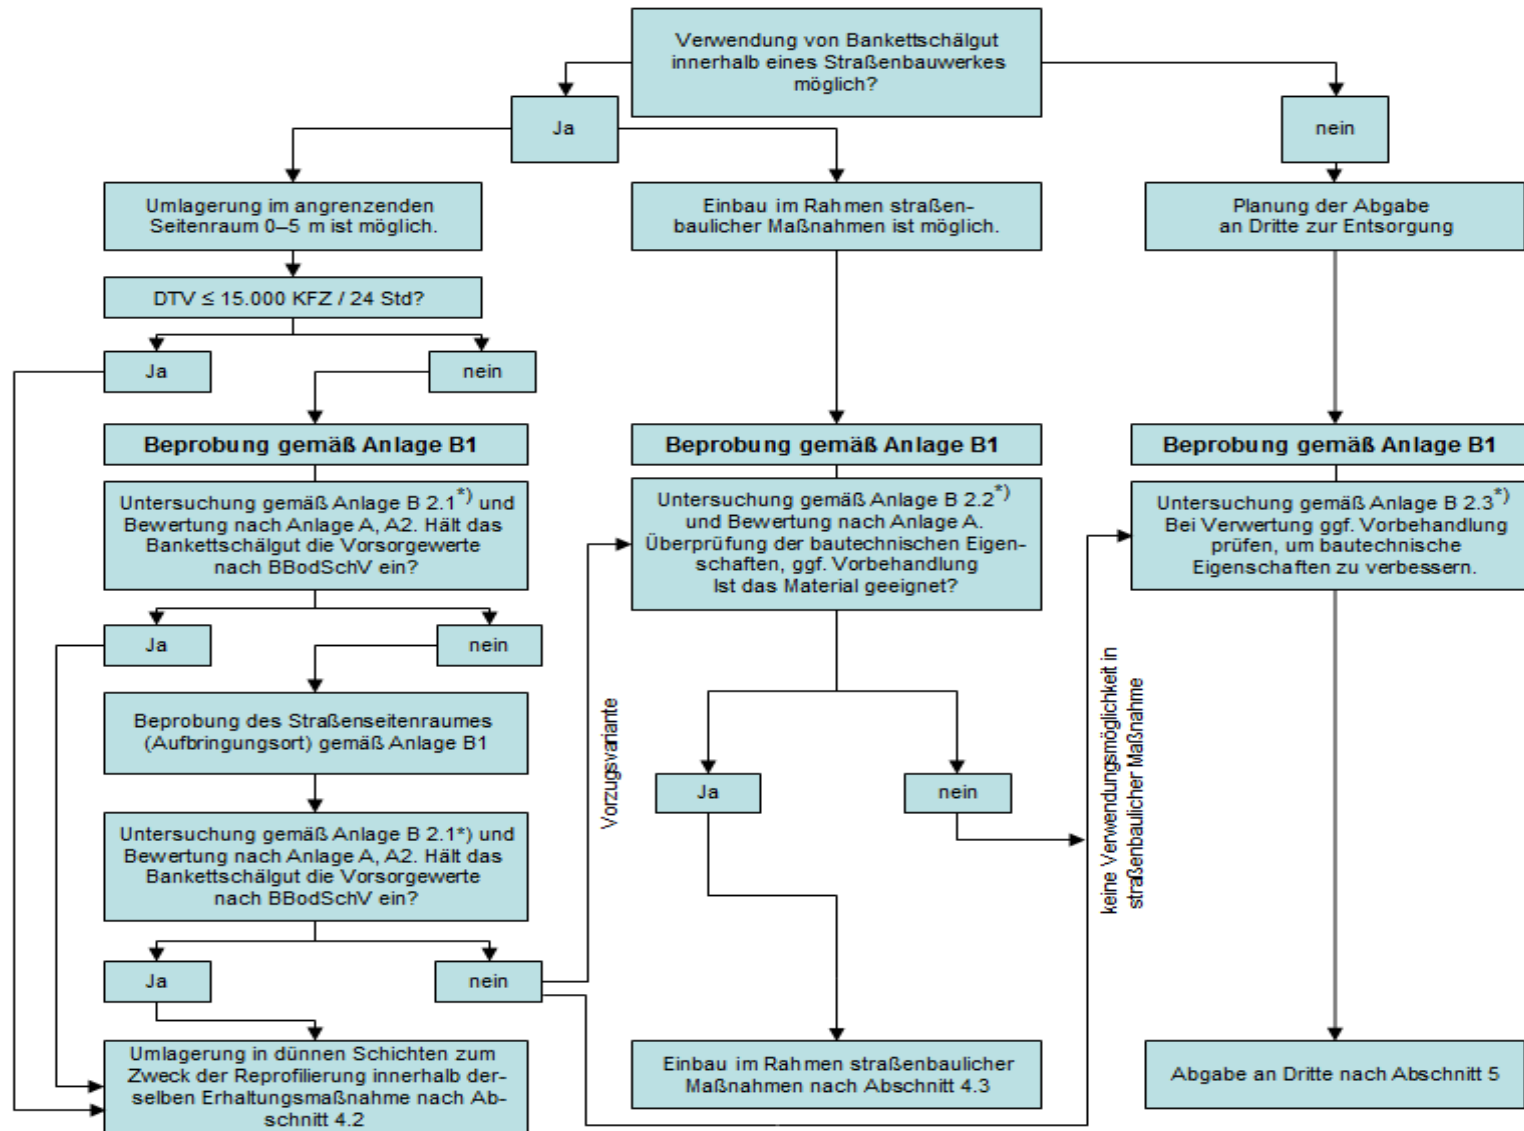 Verwendung von Bankettschälgut
innerhalb eines Straßenbauwerkes
möglich?
Ja
nein
Umlagerung im angrenzenden
Seitenraum 0–5 m ist möglich.
Einbau im Rahmen straßen-
baulicher Maßnahmen ist möglich.
Planung der Abgabe
an Dritte zur Entsorgung
DTV ≤ 15.000 KFZ / 24 Std?
Ja
nein
Beprobung gemäß Anlage B1
Beprobung gemäß Anlage B1
Beprobung gemäß Anlage B1
Untersuchung gemäß Anlage B 2.1*) und
Bewertung nach Anlage A, A2. Hält das
Bankettschälgut die Vorsorgewerte
nach BBodSchV ein?
Untersuchung gemäß Anlage B 2.2*)
und Bewertung nach Anlage A.
Überprüfung der bautechnischen Eigen-
schaften, ggf. Vorbehandlung
Ist das Material geeignet?
Untersuchung gemäß Anlage B 2.3*)
Bei Verwertung ggf. Vorbehandlung
prüfen, um bautechnische
Eigenschaften zu verbessern.
Ja
nein
Beprobung des Straßenseitenraumes
(Aufbringungsort) gemäß Anlage B1
Vorzugsvariante
keine Verwendungsmöglichkeit in
straßenbaulicher Maßnahme
Ja
nein
Untersuchung gemäß Anlage B 2.1*) und
Bewertung nach Anlage A, A2. Hält das
Bankettschälgut die Vorsorgewerte
nach BBodSchV ein?
Ja
nein
Umlagerung in dünnen Schichten zum
Zweck der Reprofilierung innerhalb der-
selben Erhaltungsmaßnahme nach Ab-
schnitt 4.2
Einbau im Rahmen straßenbaulicher
Maßnahmen nach Abschnitt 4.3
Abgabe an Dritte nach Abschnitt 5